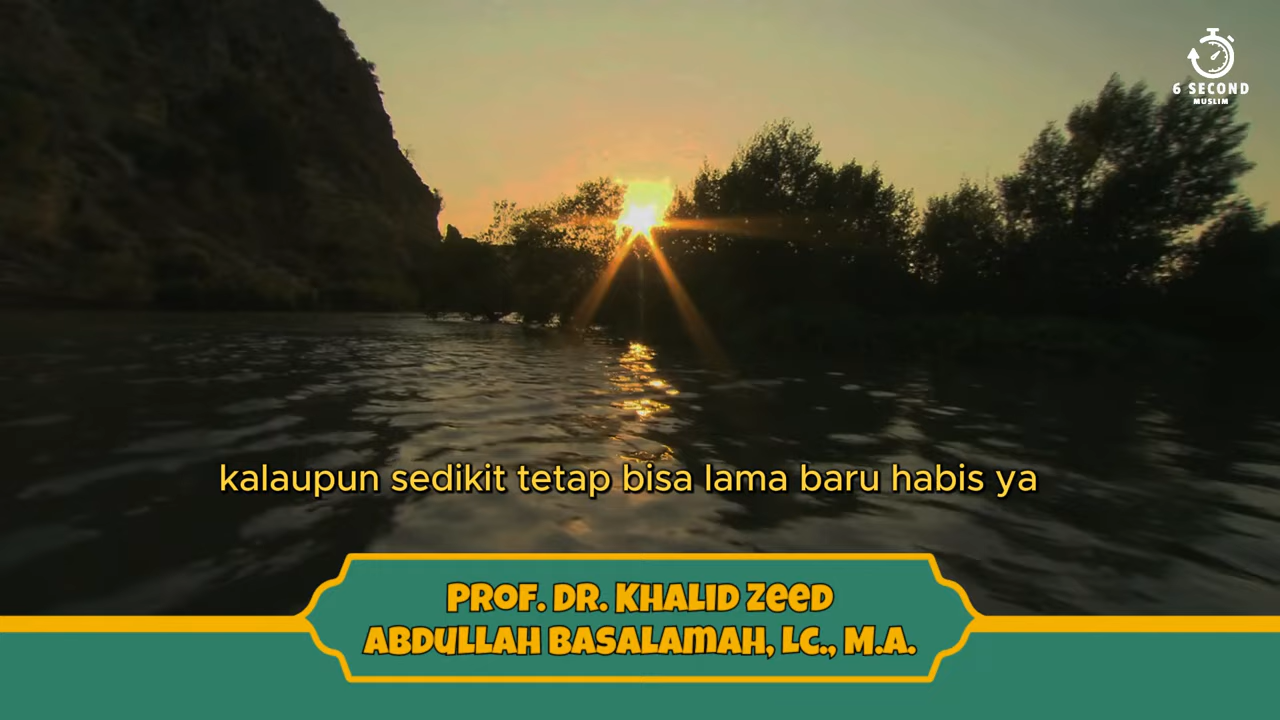 6 SECOND
MUSLIM
kalaupun sedikit tetap bisa lama baru habis ya
PROF. DR. KHALID ZEED
ABDULLAH BASALAMAH, LC., M.A.